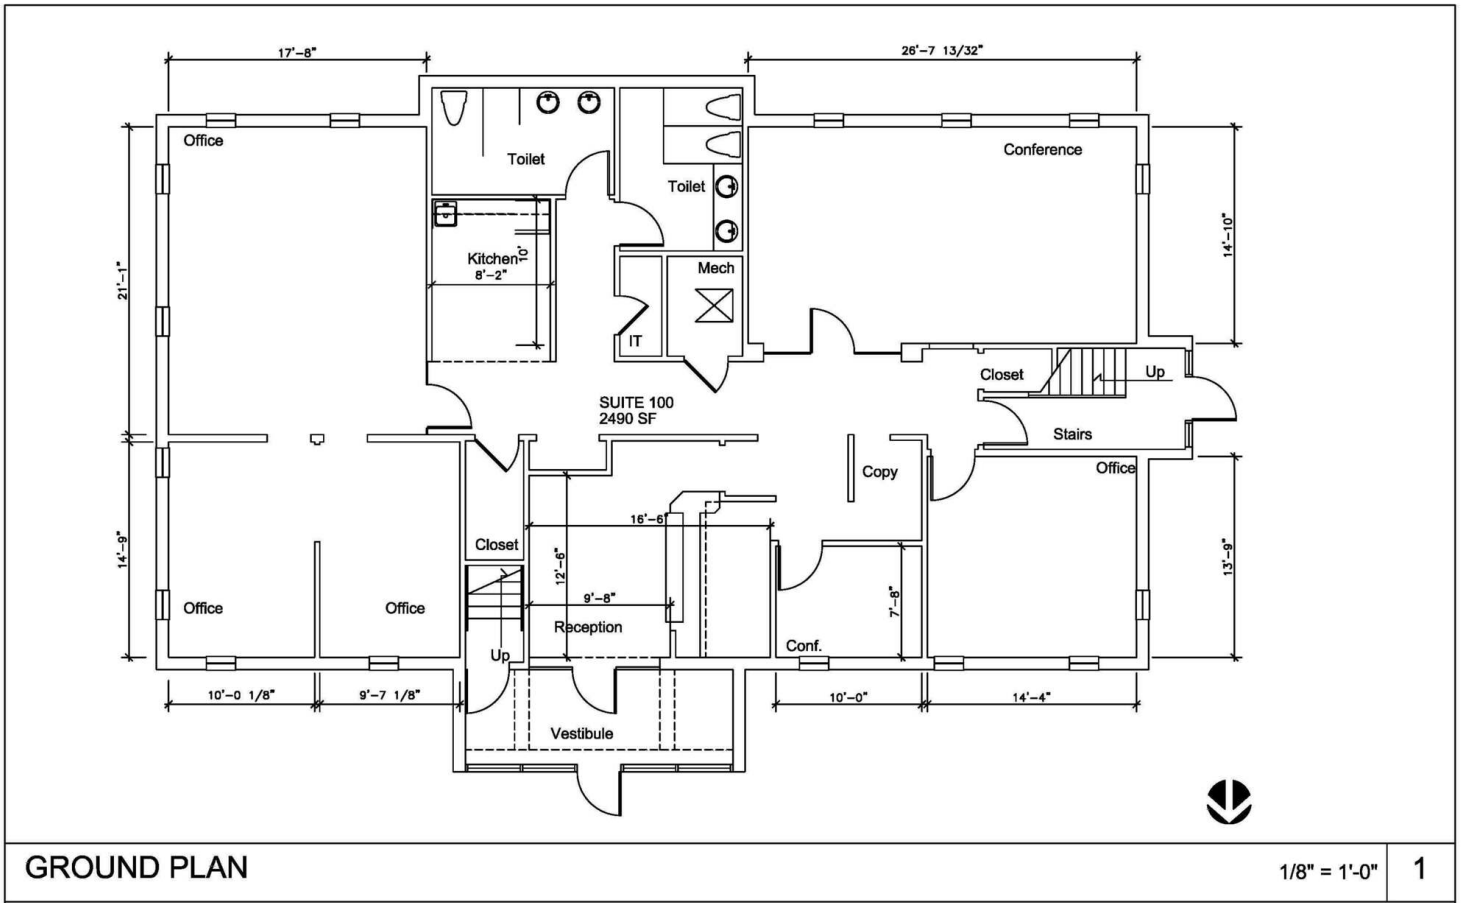 17'-8"
26'-7 13/32"
Office
Toilet
Conference
Toilet
21'-1"
14'-10"
Kitchen
10'
8'-2"
Mech
IT
Closet
Up
SUITE 100
2490 SF
Stairs
Office
Copy
16'-6"
14'-9"
Closet
12'-6"
13'-9"
9'-8"
7'-8"
Office
Office
Reception
Conf.
Up
10'-0 1/8"
9'-7 1/8"
10'-0"
14'-4"
Vestibule
GROUND PLAN
1/8" = 1'-0"
1